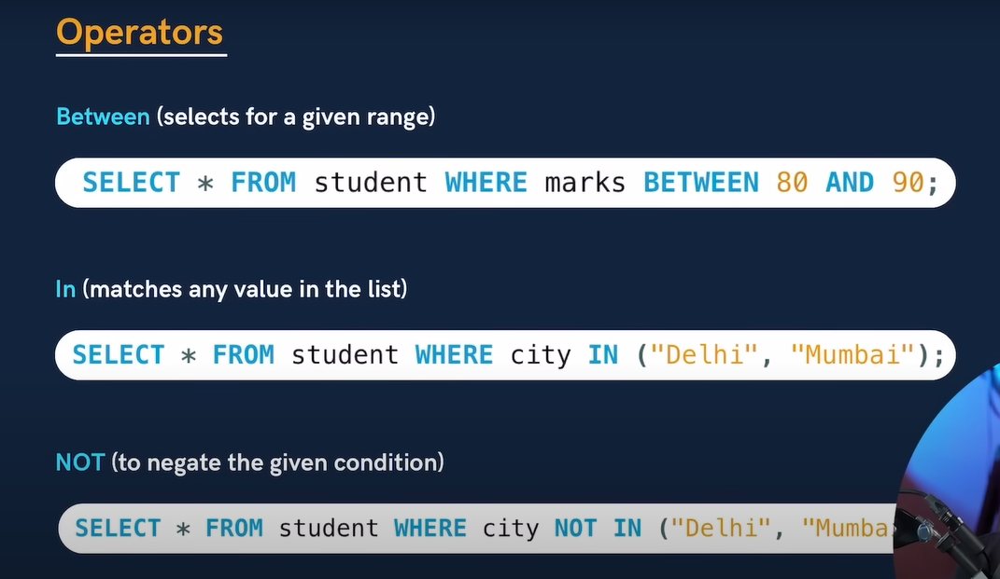 Operators
Between (selects for a given range)
SELECT * FROM student WHERE marks BETWEEN 80 AND 90;
In (matches any value in the list)
SELECT * FROM student WHERE city IN ("Delhi", "Mumbai");
NOT (to negate the given condition)
SELECT * FROM student WHERE city NOT IN ("Delhi", "Mumba